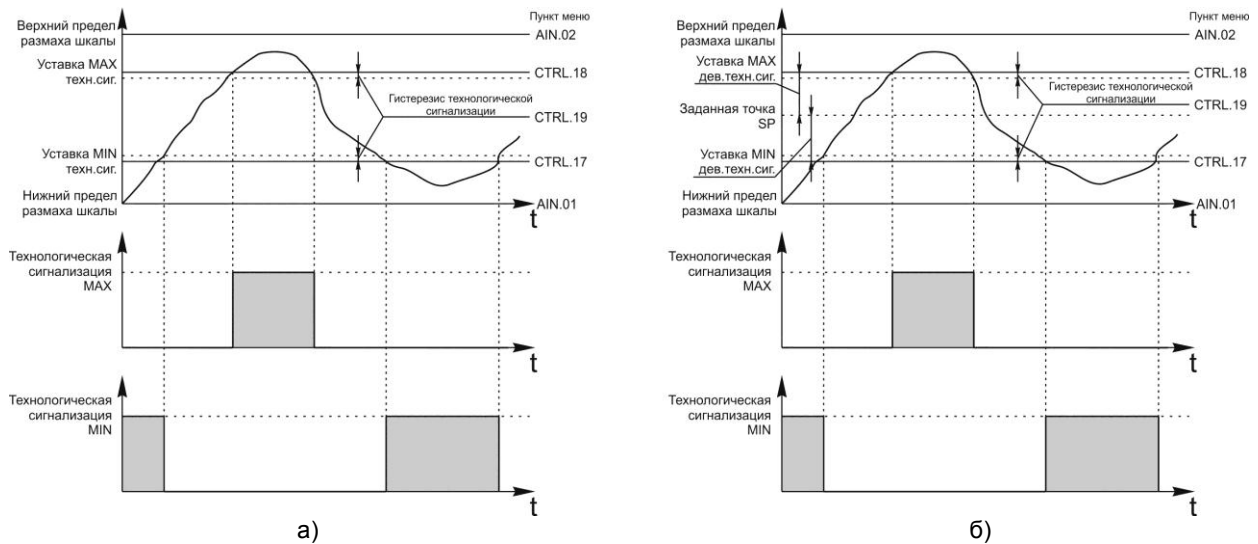 Верхний предел
размаха шкалы
Пункт меню
AIN.02
Уставка MAX
техн.сиг.
CTRL.18
Гистерезис технологической
сигнализации
CTRL.19
Уставка MIN
техн.сиг.
CTRL.17
Нижний предел
размаха шкалы
AIN.01
t
Технологическая
сигнализация
MAX
t
Технологическая
сигнализация
MIN
t
а)
Верхний предел
размаха шкалы
Пункт меню
AIN.02
Уставка MAX
дев.техн.сиг.
CTRL.18
Гистерезис технологической
сигнализации
CTRL.19
Заданная точка
SP
Уставка MIN
дев.техн.сиг.
CTRL.17
Нижний предел
размаха шкалы
AIN.01
t
Технологическая
сигнализация
MAX
t
Технологическая
сигнализация
MIN
t
б)